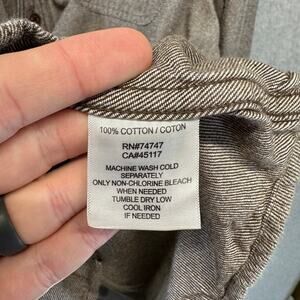 100% COTTON / COTON
RN#74747
CA#45117
MACHINE WASH COLD
SEPARATELY
ONLY NON-CHLORINE BLEACH
WHEN NEEDED
TUMBLE DRY LOW
COOL IRON
IF NEEDED